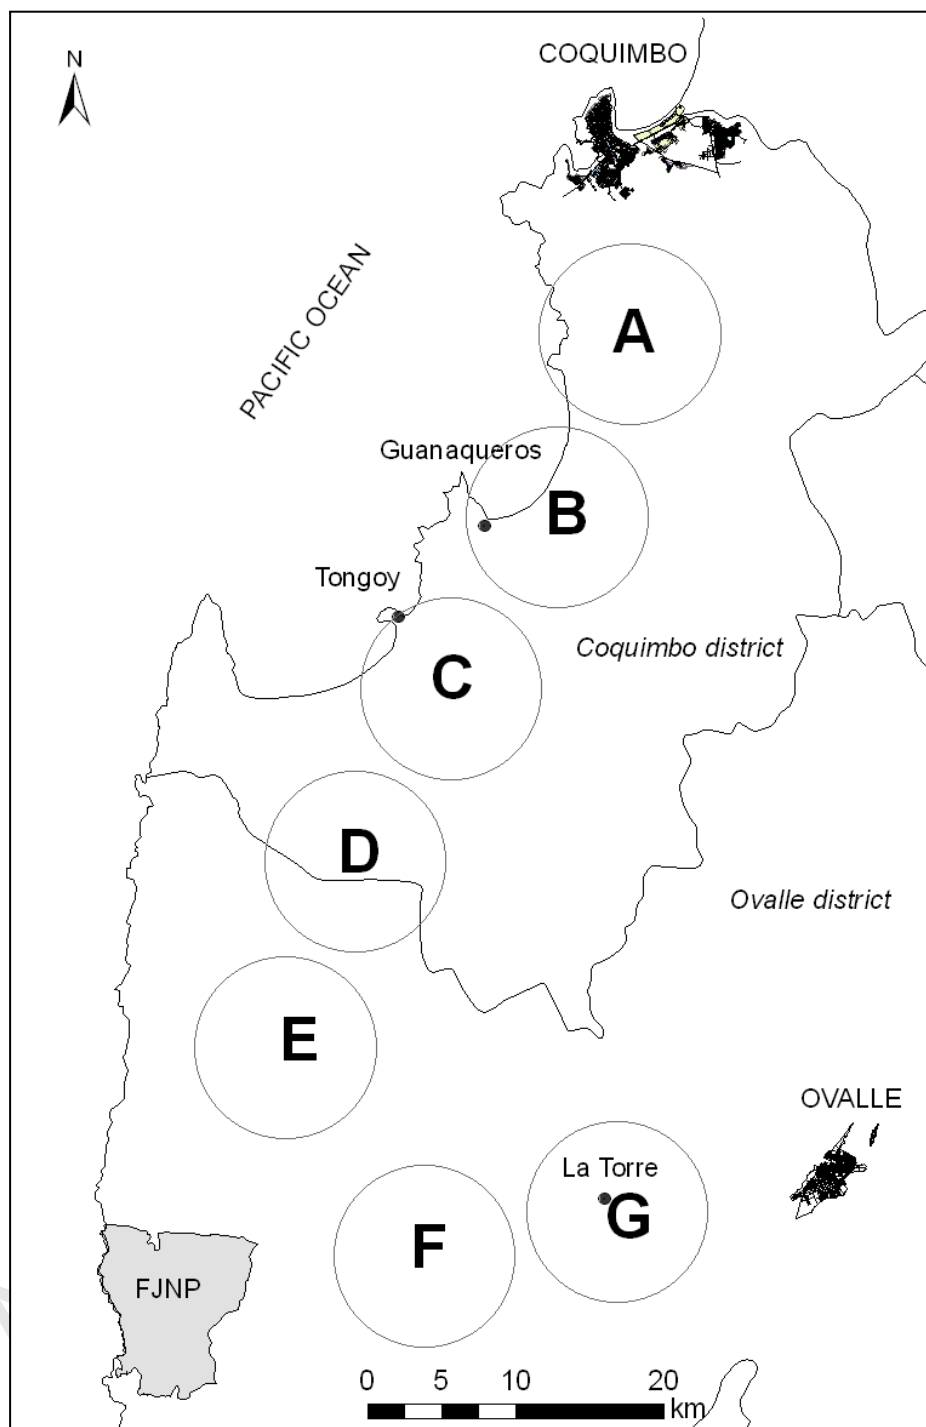 N
COQUIMBO
PACIFIC OCEAN
A
Guanaqueros
B
Tongoy
Coquimbo district
C
D
Ovalle district
E
OVALLE
La Torre
G
F
FJNP
0 5 10 20
km